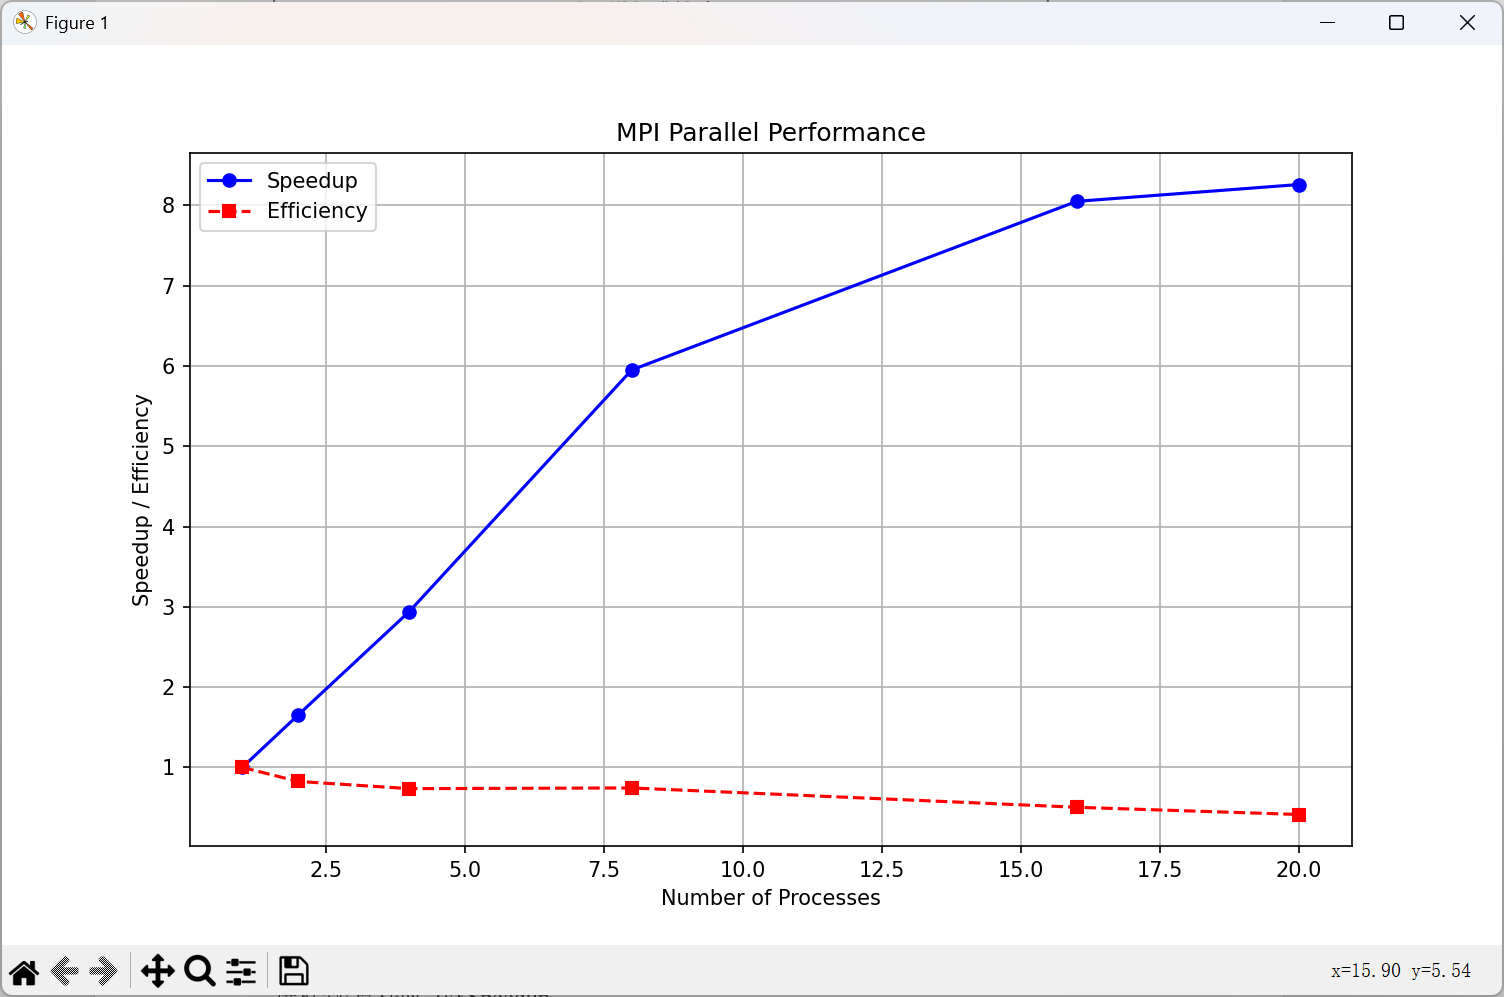 Figure 1
MPI Parallel Performance
Speedup
Efficiency
8
7
6
5
4
3
2
1
Speedup / Efficiency
2.5 5.0 7.5 10.0 12.5 15.0 17.5 20.0
Number of Processes
x=15.90 y=5.54